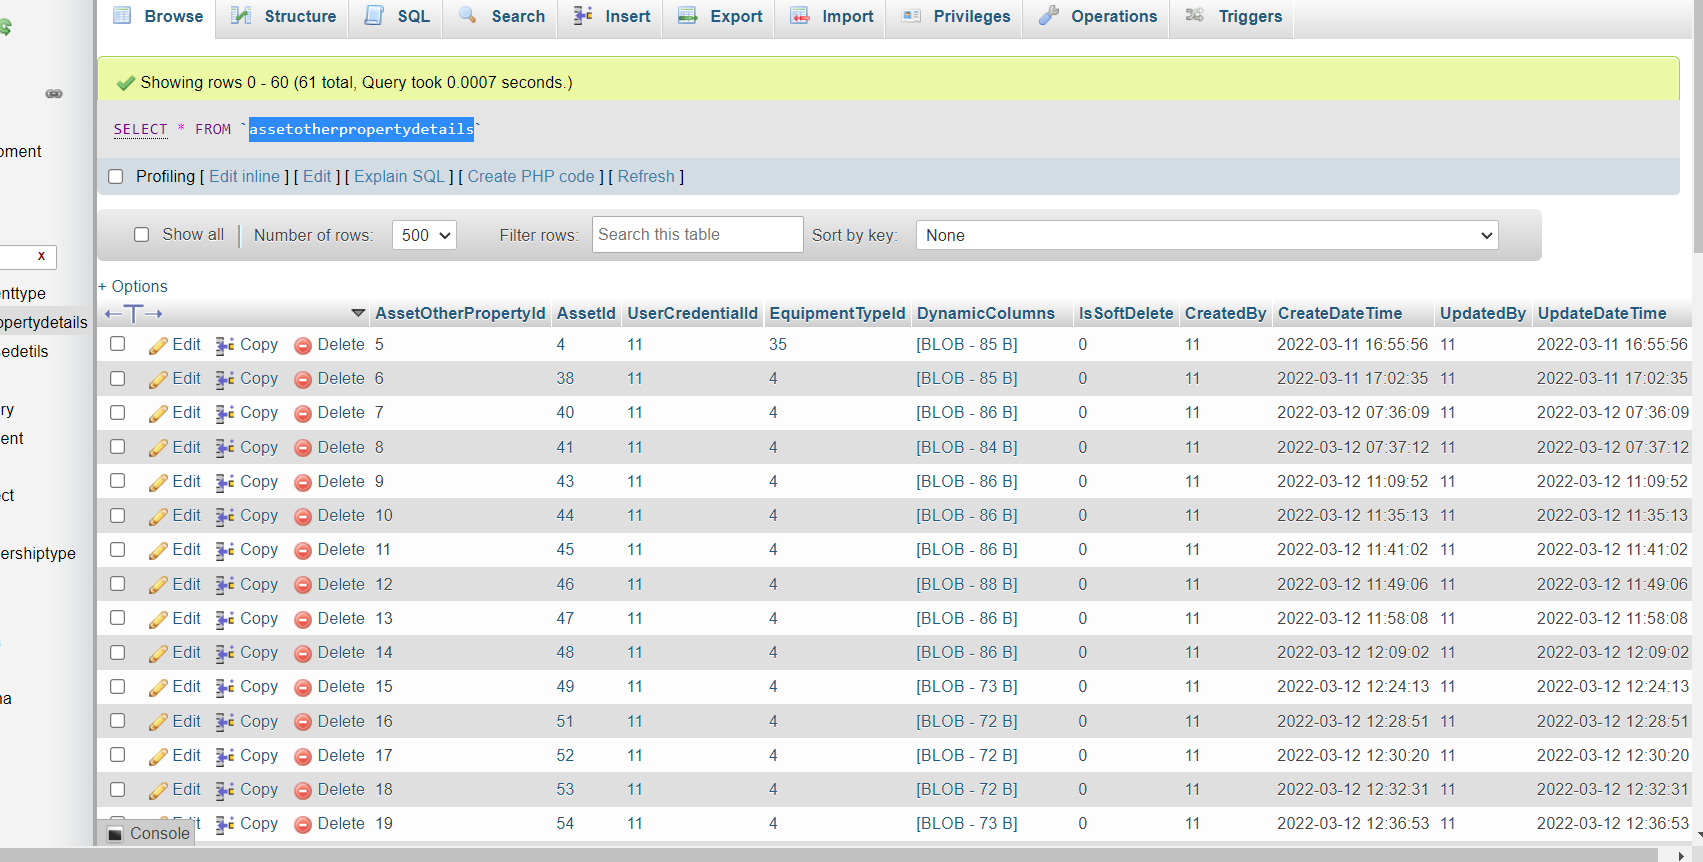 Browse Structure SQL Search Insert Export Import Privileges Operations Triggers
Showing rows 0 - 60 (61 total, Query took 0.0007 seconds.)
SELECT * FROM `assetotherpropertydetails`
oment
Profiling [ Edit inline ] [ Edit ] [ Explain SQL ] [ Create PHP code ] [ Refresh ]
Show all Number of rows: 500 Filter rows: Search this table Sort by key: None
x
+ Options
nttype
←T→ AssetOtherPropertyId AssetId UserCredentialId EquipmentTypeId DynamicColumns IsSoftDelete CreatedBy CreateDateTime UpdatedBy UpdateDateTime
opertydetails
Edit Copy Delete 5 4 11 35 [BLOB - 85 B] 0 11 2022-03-11 16:55:56 11 2022-03-11 16:55:56
edetils
Edit Copy Delete 6 38 11 4 [BLOB - 85 B] 0 11 2022-03-11 17:02:35 11 2022-03-11 17:02:35
ry
Edit Copy Delete 7 40 11 4 [BLOB - 86 B] 0 11 2022-03-12 07:36:09 11 2022-03-12 07:36:09
ent
Edit Copy Delete 8 41 11 4 [BLOB - 84 B] 0 11 2022-03-12 07:37:12 11 2022-03-12 07:37:12
Edit Copy Delete 9 43 11 4 [BLOB - 86 B] 0 11 2022-03-12 11:09:52 11 2022-03-12 11:09:52
ct
Edit Copy Delete 10 44 11 4 [BLOB - 86 B] 0 11 2022-03-12 11:35:13 11 2022-03-12 11:35:13
Edit Copy Delete 11 45 11 4 [BLOB - 86 B] 0 11 2022-03-12 11:41:02 11 2022-03-12 11:41:02
ershiptype
Edit Copy Delete 12 46 11 4 [BLOB - 88 B] 0 11 2022-03-12 11:49:06 11 2022-03-12 11:49:06
Edit Copy Delete 13 47 11 4 [BLOB - 86 B] 0 11 2022-03-12 11:58:08 11 2022-03-12 11:58:08
Edit Copy Delete 14 48 11 4 [BLOB - 86 B] 0 11 2022-03-12 12:09:02 11 2022-03-12 12:09:02
Edit Copy Delete 15 49 11 4 [BLOB - 73 B] 0 11 2022-03-12 12:24:13 11 2022-03-12 12:24:13
na
Edit Copy Delete 16 51 11 4 [BLOB - 72 B] 0 11 2022-03-12 12:28:51 11 2022-03-12 12:28:51
Edit Copy Delete 17 52 11 4 [BLOB - 72 B] 0 11 2022-03-12 12:30:20 11 2022-03-12 12:30:20
Edit Copy Delete 18 53 11 4 [BLOB - 72 B] 0 11 2022-03-12 12:32:31 11 2022-03-12 12:32:31
Copy Delete 19 54 11 4 [BLOB - 73 B] 0 11 2022-03-12 12:36:53 11 2022-03-12 12:36:53
Console